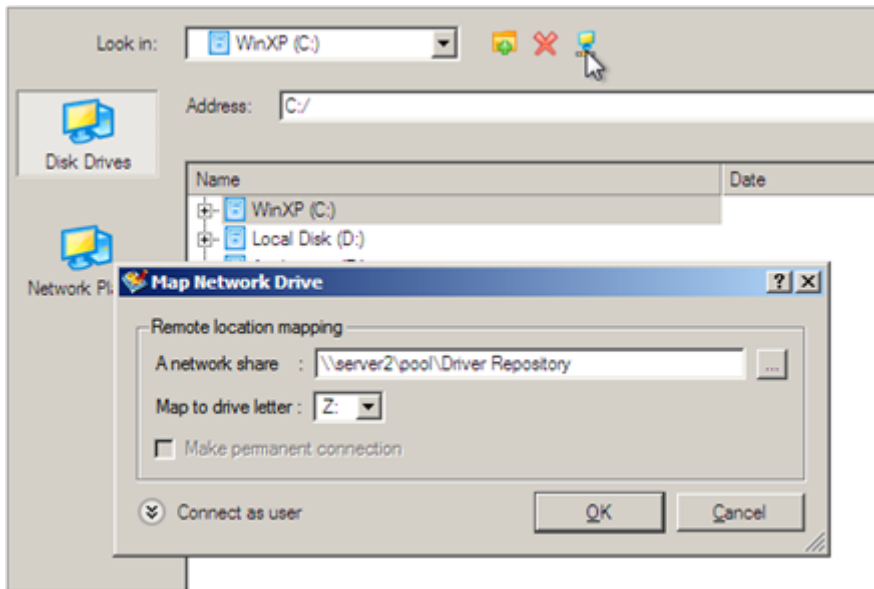 Look in: WinXP (C:)
Address: C:/
Disk Drives
Name Date
WinXP (C:)
Local Disk (D:)
Network
Map Network Drive
Remote location mapping
A network share : \\server2\pool\Driver Repository ...
Map to drive letter : Z:
Make permanent connection
Connect as user OK Cancel